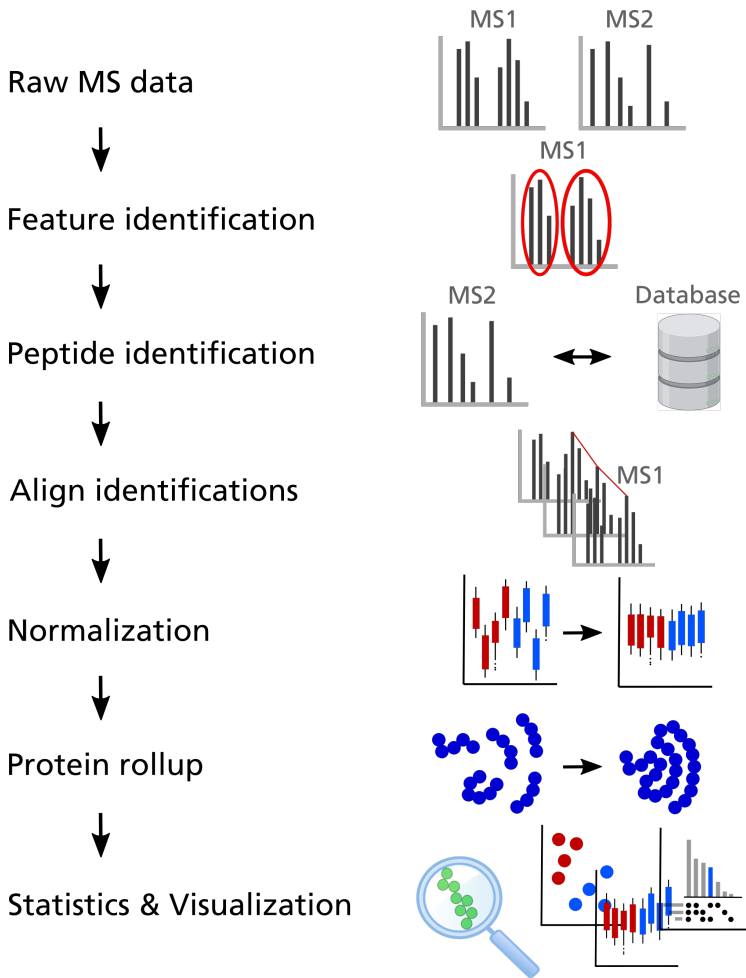 MS1
MS2
Raw MS data
MS1
Feature identification
MS2
Database
Peptide identification
MS1
Align identifications
Normalization
Protein rollup
Statistics & Visualization